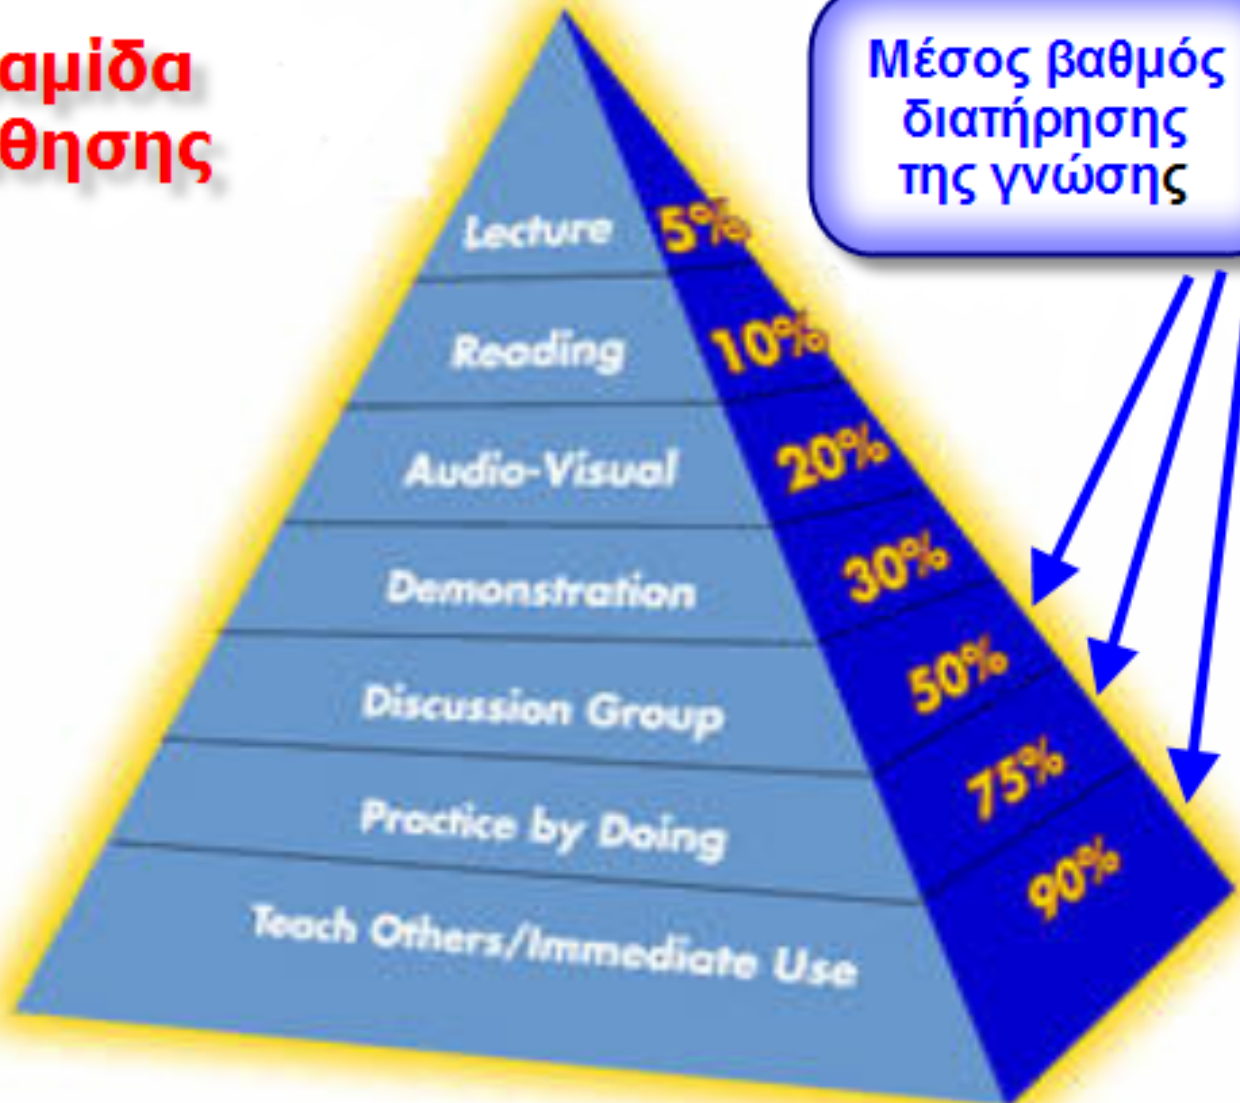 αμίδα
θησης
Μέσος βαθμός
διατήρησης
της γνώσης
Lecture 5%
Reading 10%
Audio-Visual 20%
Demonstration 30%
Discussion Group 50%
Practice by Doing 75%
Teach Others/Immediate Use 90%